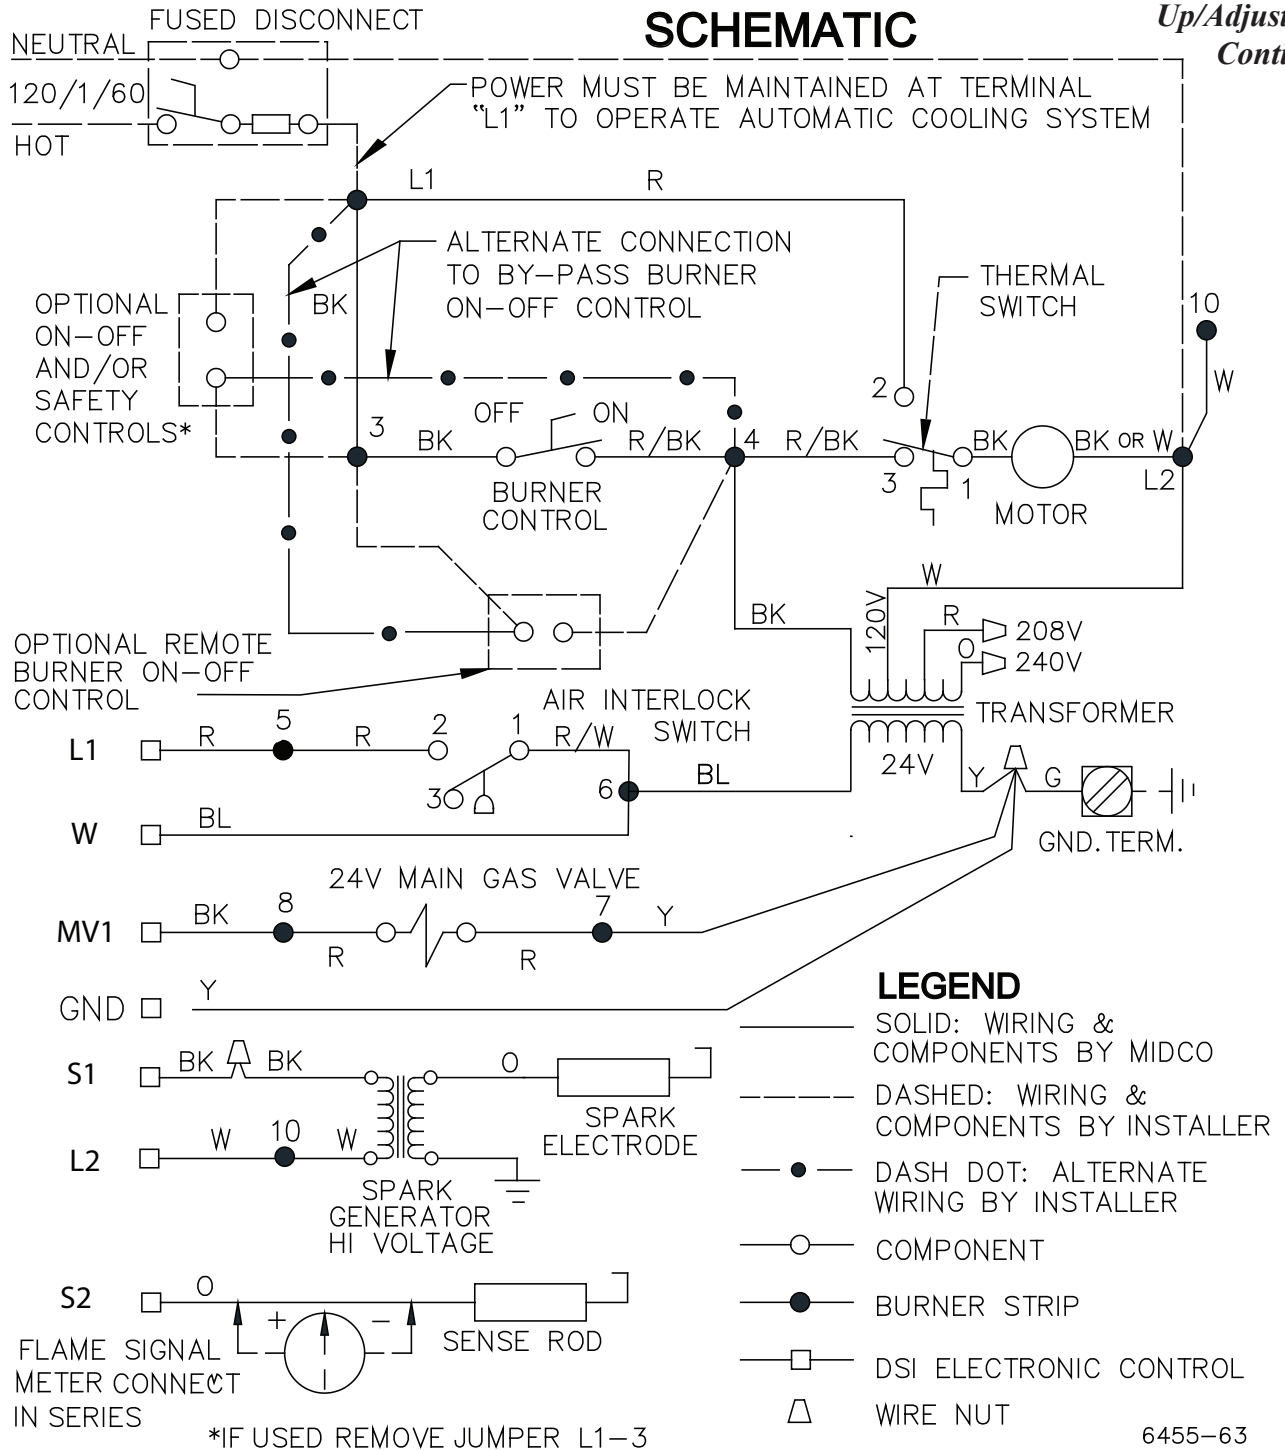 FUSED DISCONNECT
SCHEMATIC
Up/Adjust
Cont
NEUTRAL
120/1/60
HOT
POWER MUST BE MAINTAINED AT TERMINAL
"L1" TO OPERATE AUTOMATIC COOLING SYSTEM
L1
R
ALTERNATE CONNECTION
TO BY-PASS BURNER
ON-OFF CONTROL
BK
THERMAL
SWITCH
10
W
OPTIONAL
ON-OFF
AND/OR
SAFETY
CONTROLS*
2
OFF
ON
3
BK
R/BK
4
R/BK
3
1
BK
BK OR W
L2
BURNER
CONTROL
MOTOR
W
BK
120V
R
208V
O
240V
OPTIONAL REMOTE
BURNER ON-OFF
CONTROL
AIR INTERLOCK
SWITCH
TRANSFORMER
L1
R
5
R
2
1
R/W
3
6
BL
24V
Y
G
GND.TERM.
W
BL
24V MAIN GAS VALVE
MV1
BK
8
R
R
7
Y
GND
Y
S1
BK
BK
O
SPARK
ELECTRODE
L2
W
10
W
SPARK
GENERATOR
HI VOLTAGE
S2
O
+
-
SENSE ROD
FLAME SIGNAL
METER CONNECT
IN SERIES
*IF USED REMOVE JUMPER L1-3
LEGEND
SOLID: WIRING &
COMPONENTS BY MIDCO
DASHED: WIRING &
COMPONENTS BY INSTALLER
DASH DOT: ALTERNATE
WIRING BY INSTALLER
COMPONENT
BURNER STRIP
DSI ELECTRONIC CONTROL
WIRE NUT
6455-63